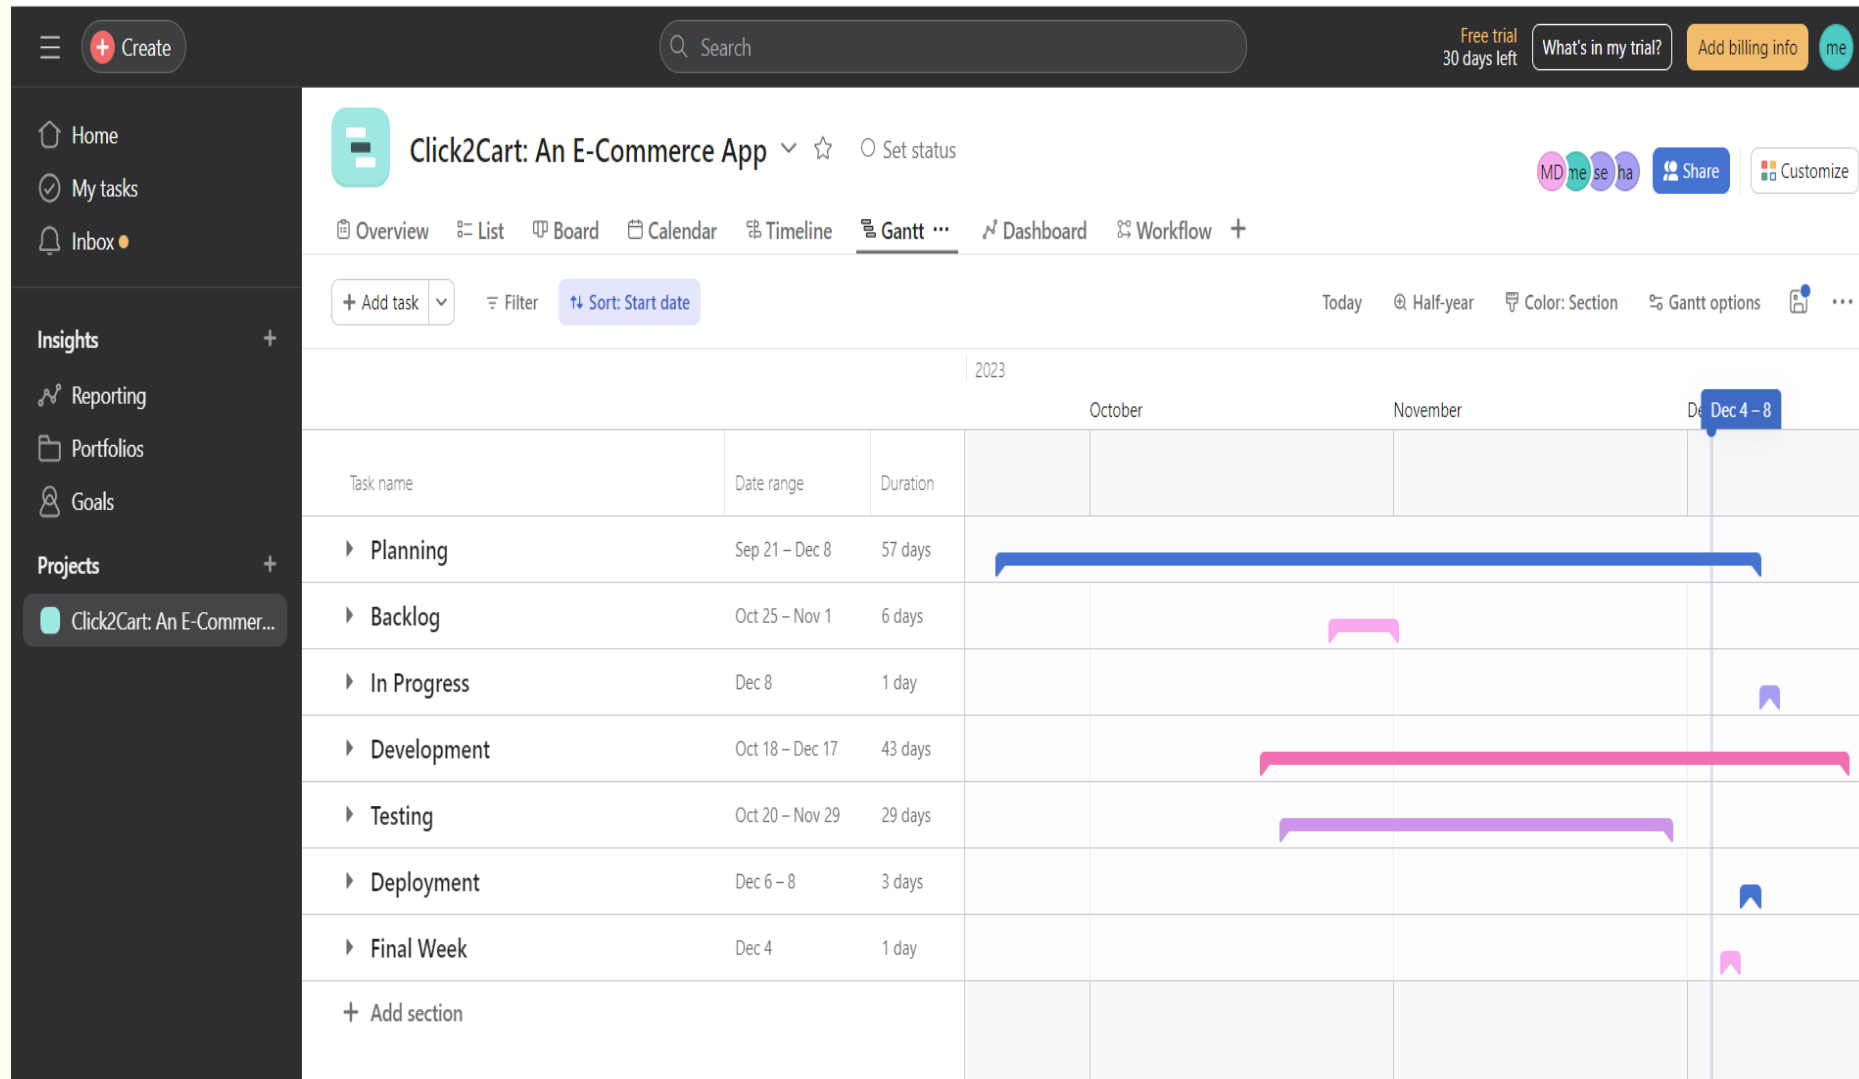 Create
Search
Free trial
30 days left
What's in my trial?
Add billing info
me
Home
My tasks
Inbox
Insights
Reporting
Portfolios
Goals
Projects
Click2Cart: An E-Commer...
Click2Cart: An E-Commerce App
Set status
MD me se ha
Share
Customize
Overview List Board Calendar Timeline Gantt ... Dashboard Workflow +
+ Add task
Filter
Sort: Start date
Today
Half-year
Color: Section
Gantt options
2023
October November De Dec 4 – 8
Task name Date range Duration
Planning Sep 21 – Dec 8 57 days
Backlog Oct 25 – Nov 1 6 days
In Progress Dec 8 1 day
Development Oct 18 – Dec 17 43 days
Testing Oct 20 – Nov 29 29 days
Deployment Dec 6 – 8 3 days
Final Week Dec 4 1 day
+ Add section